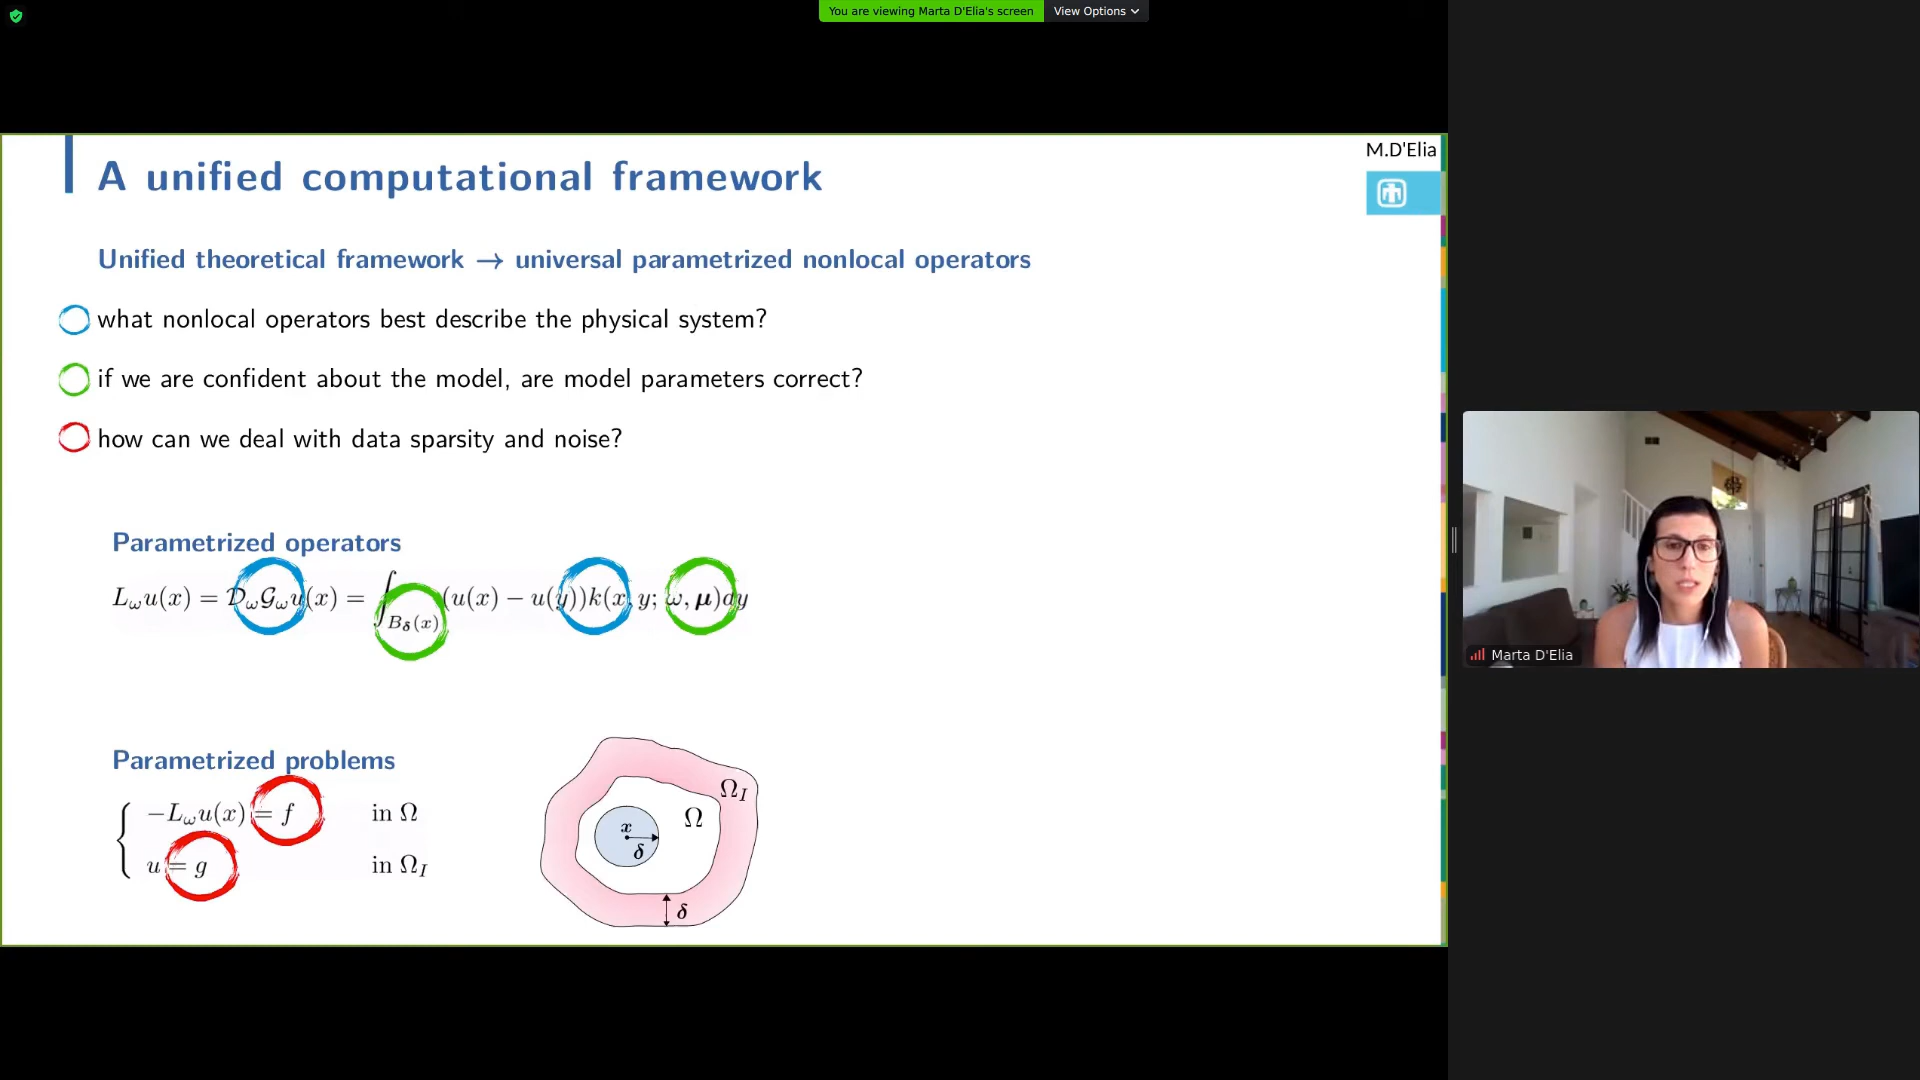 You are viewing Marta D'Elia's screen View Options
M.D'Elia
A unified computational framework
Unified theoretical framework → universal parametrized nonlocal operators
what nonlocal operators best describe the physical system?
if we are confident about the model, are model parameters correct?
how can we deal with data sparsity and noise?
Parametrized operators
L_ω u(x) = 𝒟_ω 𝒢_ω u(x) = ∫_{B_δ(x)} (u(x) − u(y))k(x, y; ω, μ)dy
Parametrized problems
−L_ω u(x) = f in Ω
u = g in Ω_I
Ω_I
Ω
x
δ
δ
Marta D'Elia